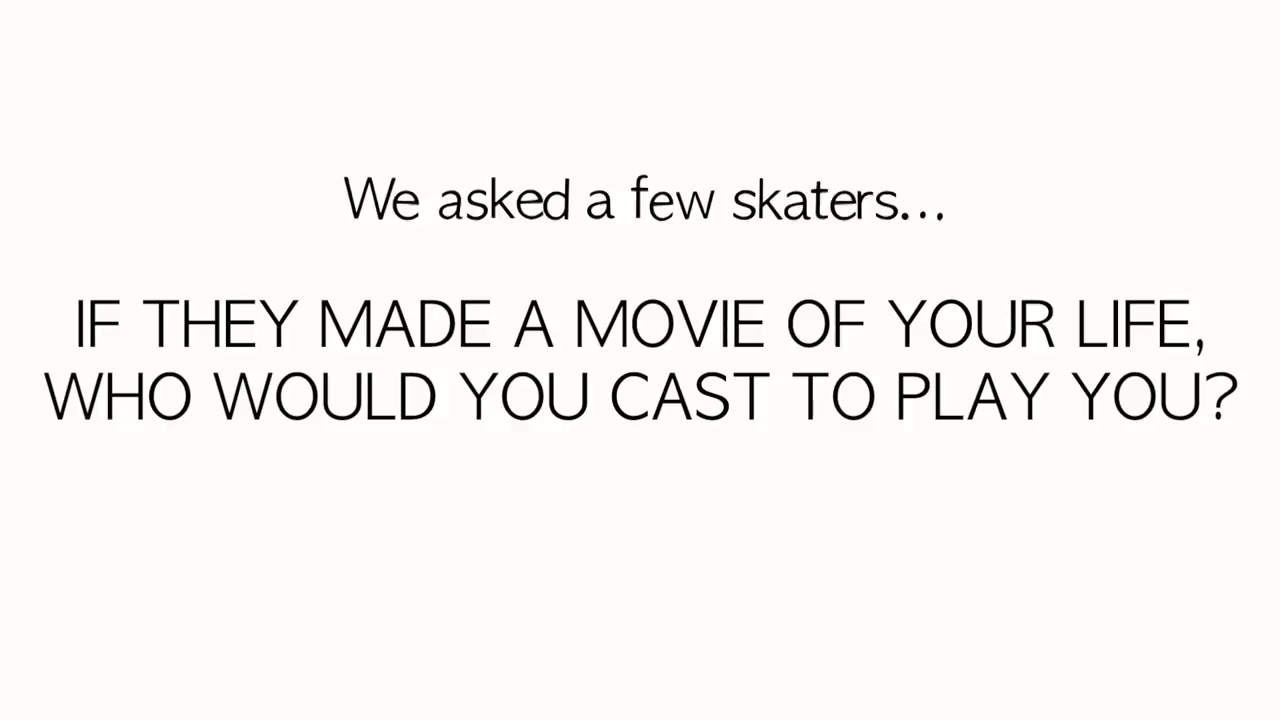 We asked a few skaters...
IF THEY MADE A MOVIE OF YOUR LIFE,
WHO WOULD YOU CAST TO PLAY YOU?